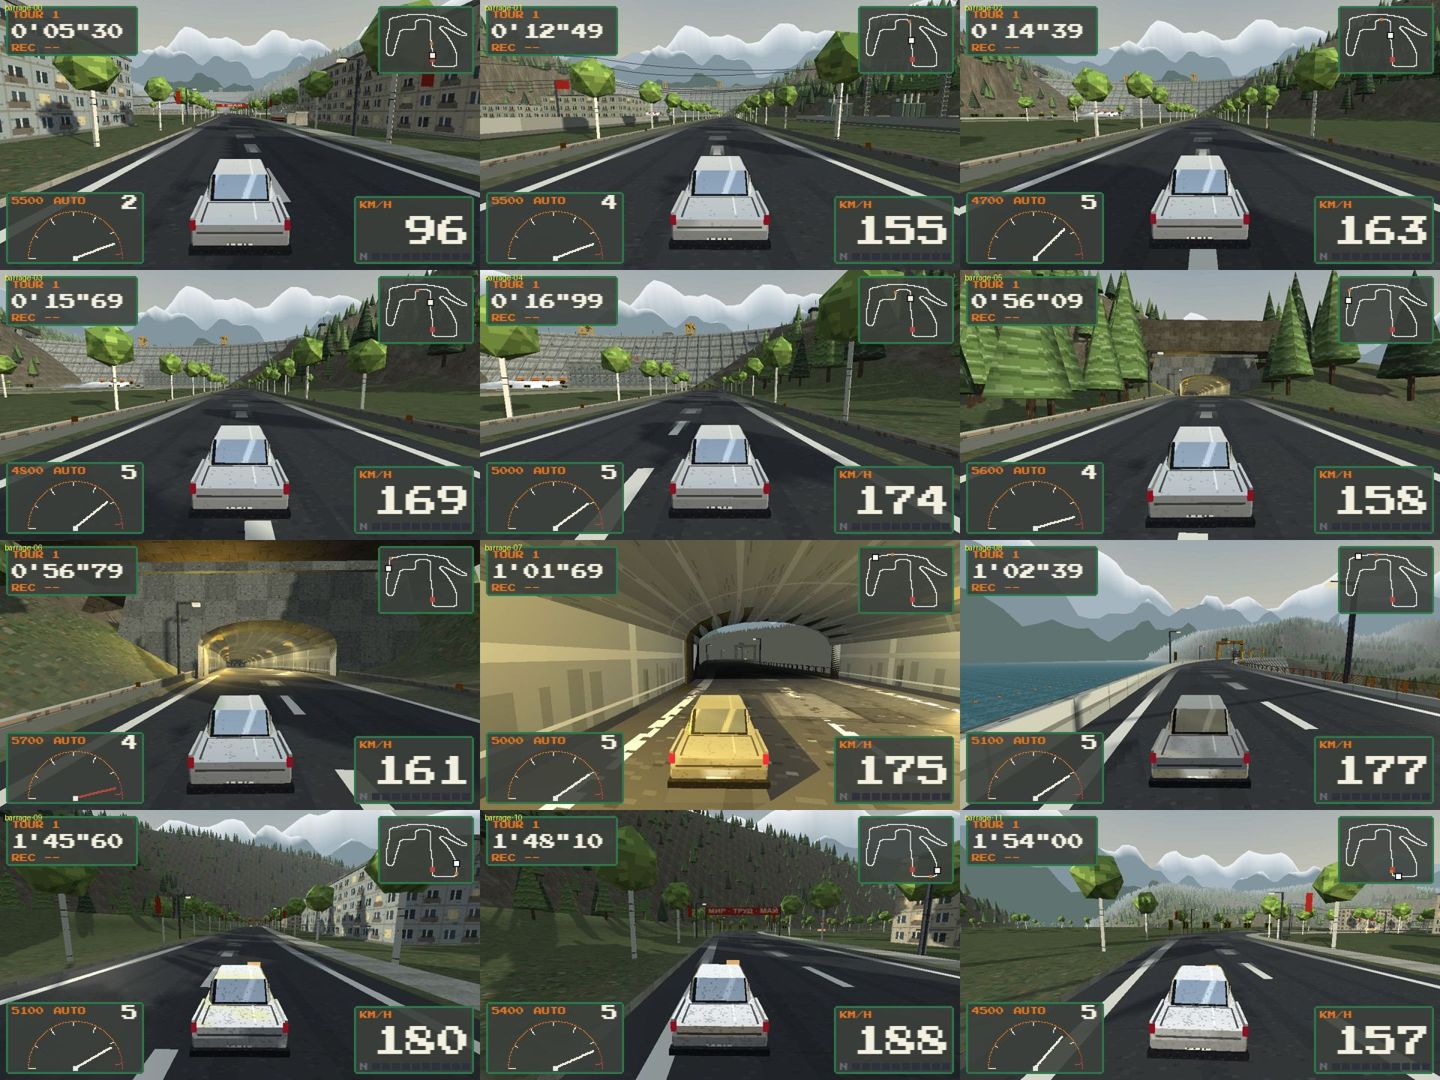 barrage-00
TOUR 1
0'05"30
REC --
5500 AUTO 2
KM/H
96
N
barrage-01
TOUR 1
0'12"49
REC --
5500 AUTO 4
KM/H
155
N
barrage-02
TOUR 1
0'14"39
REC --
4700 AUTO 5
KM/H
163
N
barrage-03
TOUR 1
0'15"69
REC --
4800 AUTO 5
KM/H
169
N
barrage-04
TOUR 1
0'16"99
REC --
5000 AUTO 5
KM/H
174
N
barrage-05
TOUR 1
0'56"09
REC --
5600 AUTO 4
KM/H
158
N
barrage-06
TOUR 1
0'56"79
REC --
5700 AUTO 4
KM/H
161
N
barrage-07
TOUR 1
1'01"69
REC --
5000 AUTO 5
KM/H
175
N
barrage-08
TOUR 1
1'02"39
REC --
5100 AUTO 5
KM/H
177
N
barrage-09
TOUR 1
1'45"60
REC --
5100 AUTO 5
KM/H
180
N
barrage-10
TOUR 1
1'48"10
REC --
МИР · ТРУД · МАЙ
5400 AUTO 5
KM/H
188
N
barrage-11
TOUR 1
1'54"00
REC --
4500 AUTO 5
KM/H
157
N